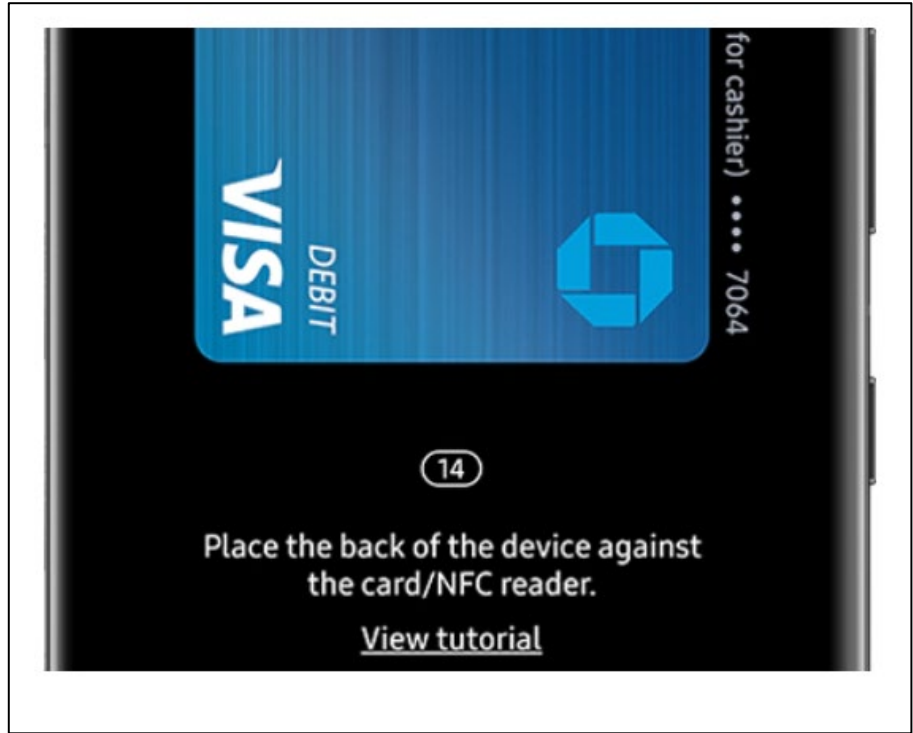 for cashier) •••• 7064
VISA
DEBIT
14
Place the back of the device against
the card/NFC reader.
View tutorial